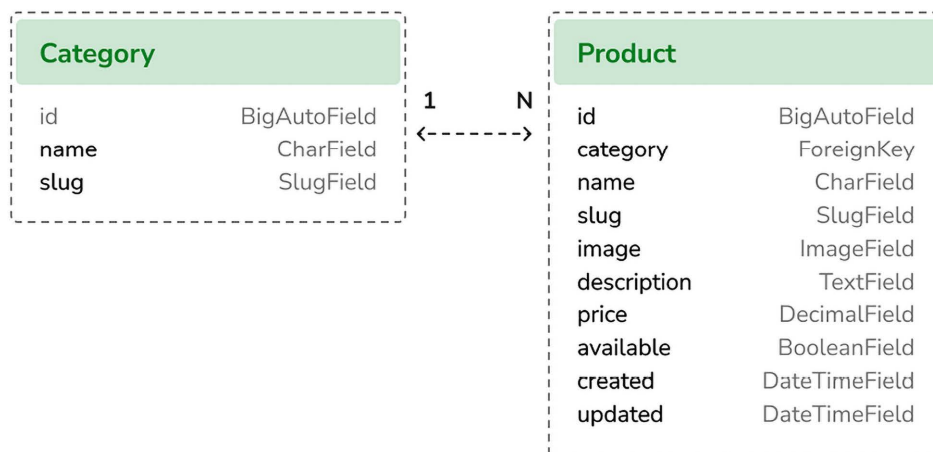 Category
id BigAutoField
name CharField
slug SlugField
1 N
Product
id BigAutoField
category ForeignKey
name CharField
slug SlugField
image ImageField
description TextField
price DecimalField
available BooleanField
created DateTimeField
updated DateTimeField